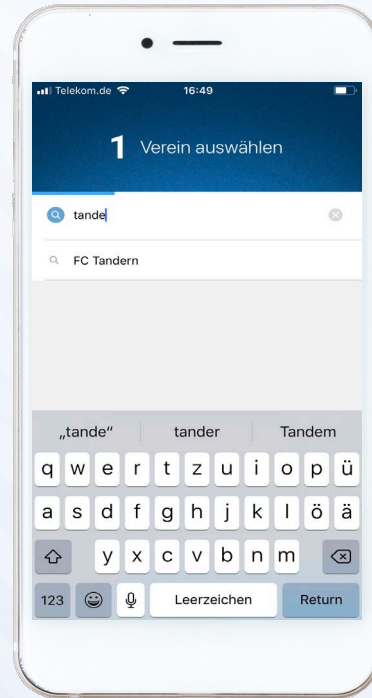 Telekom.de 16:49
1 Verein auswählen
tande
FC Tandern
„tande" tander Tandem
q w e r t z u i o p ü
a s d f g h j k l ö ä
y x c v b n m
123 Leerzeichen Return